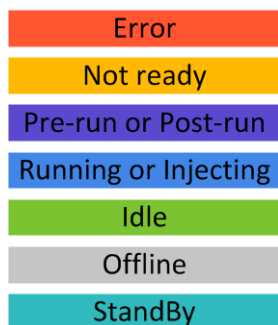 Error
Not ready
Pre-run or Post-run
Running or Injecting
Idle
Offline
StandBy